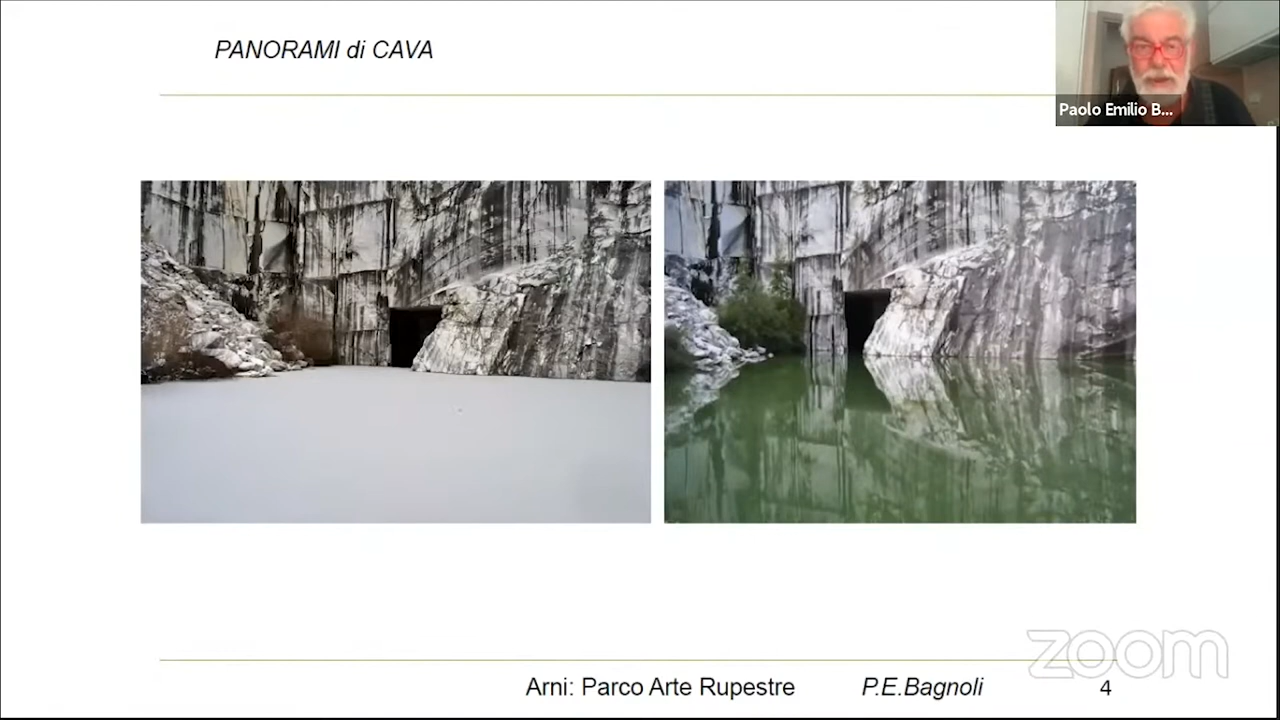 PANORAMI di CAVA
Paolo Emilio B...
zoom
Arni: Parco Arte Rupestre P.E.Bagnoli 4